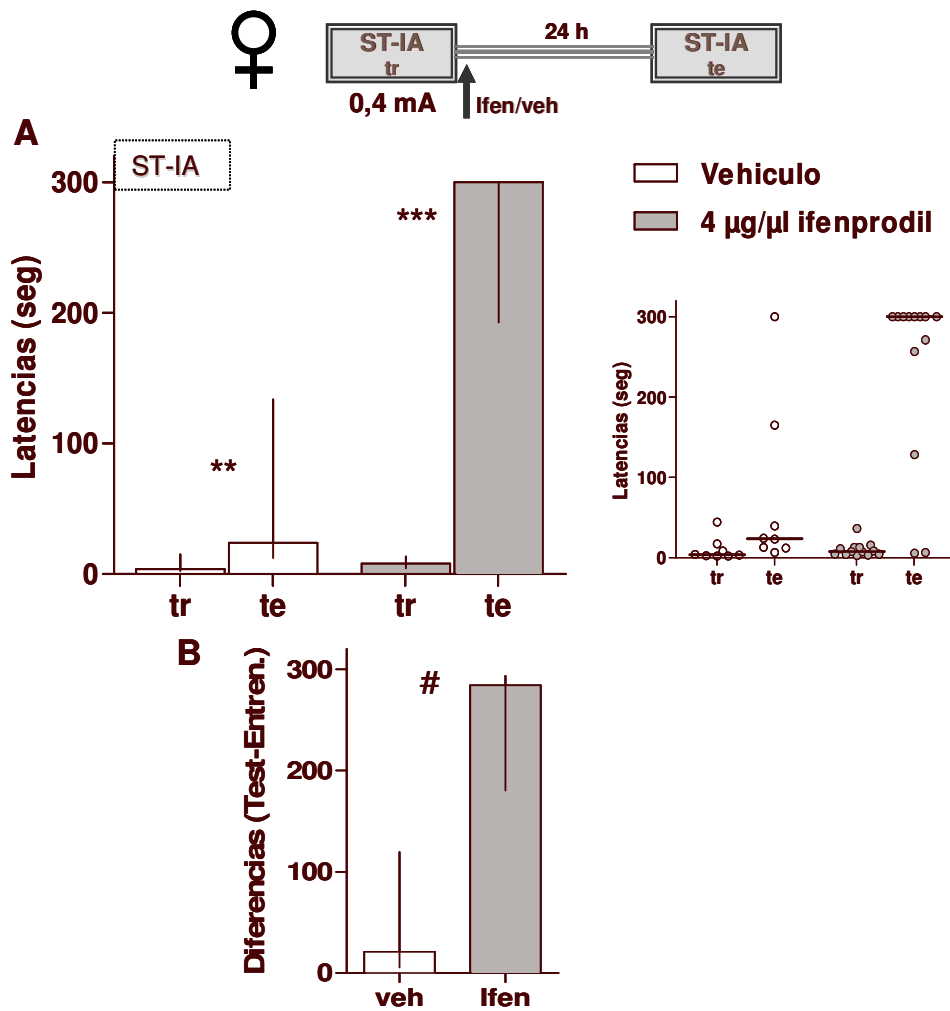 24 h
ST-IA
tr
ST-IA
te
0,4 mA
Ifen/veh
A
ST-IA
Vehiculo
4 µg/µl ifenprodil
Latencias (seg)
300
200
100
0
**
***
tr
te
tr
te
Latencias (seg)
300
200
100
0
tr
te
tr
te
B
Diferencias (Test-Entren.)
300
200
100
0
#
veh
Ifen